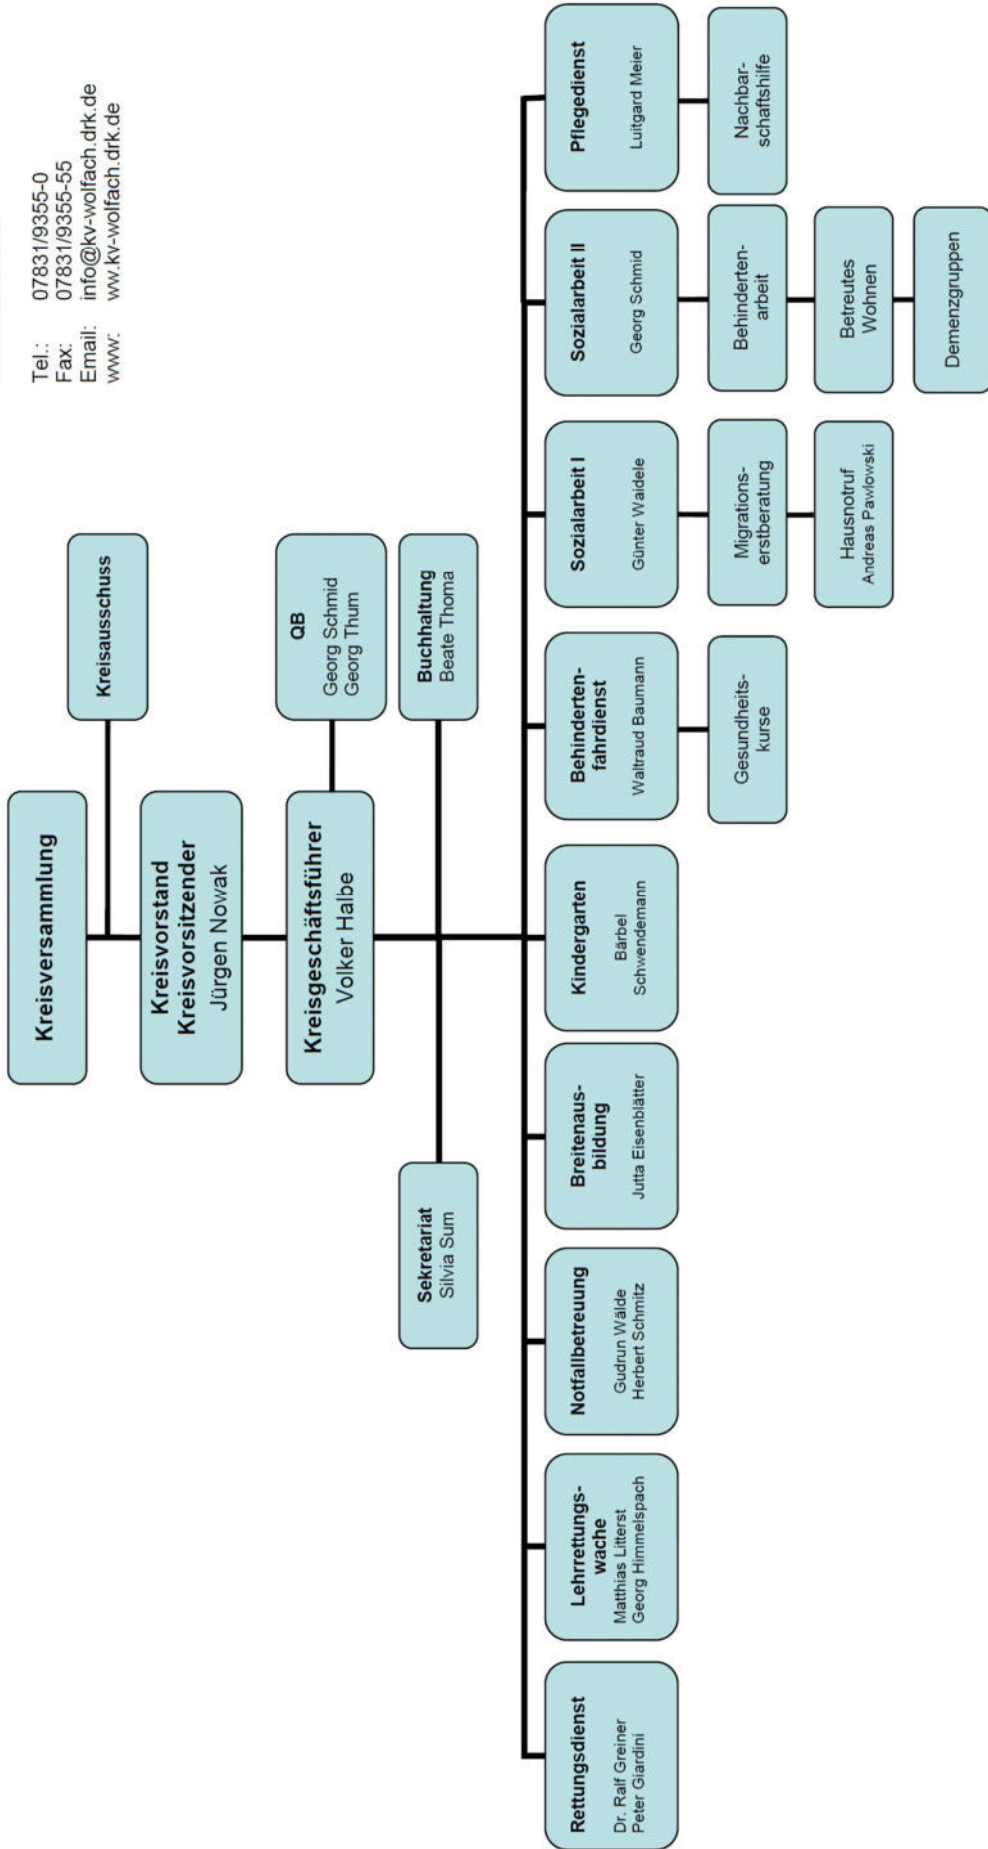 Tel.: 07831/9355-0
Fax: 07831/9355-55
Email: info@kv-wolfach.drk.de
www: ww.kv-wolfach.drk.de
Kreisversammlung
Kreisausschuss
Kreisvorstand
Kreisvorsitzender
Jürgen Nowak
Kreisgeschäftsführer
Volker Halbe
QB
Georg Schmid
Georg Thum
Sekretariat
Silvia Sum
Buchhaltung
Beate Thoma
Rettungsdienst
Dr. Ralf Greiner
Peter Giardini
Lehrrettungs-
wache
Matthias Litterst
Georg Himmelspach
Notfallbetreuung
Gudrun Wälde
Herbert Schmitz
Breitenaus-
bildung
Jutta Eisenblätter
Kindergarten
Bärbel
Schwendemann
Behinderten-
fahrdienst
Waltraud Baumann
Gesundheits-
kurse
Sozialarbeit I
Günter Waidele
Migrations-
erstberatung
Hausnotruf
Andreas Pawlowski
Sozialarbeit II
Georg Schmid
Behinderten-
arbeit
Betreutes
Wohnen
Demenzgruppen
Pflegedienst
Luitgard Meier
Nachbar-
schaftshilfe